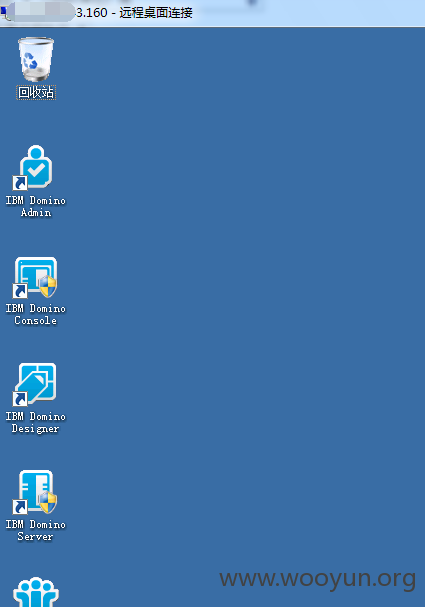 3.160 - 远程桌面连接
回收站
IBM Domino
Admin
IBM Domino
Console
IBM Domino
Designer
IBM Domino
Server
www.wooyun.org